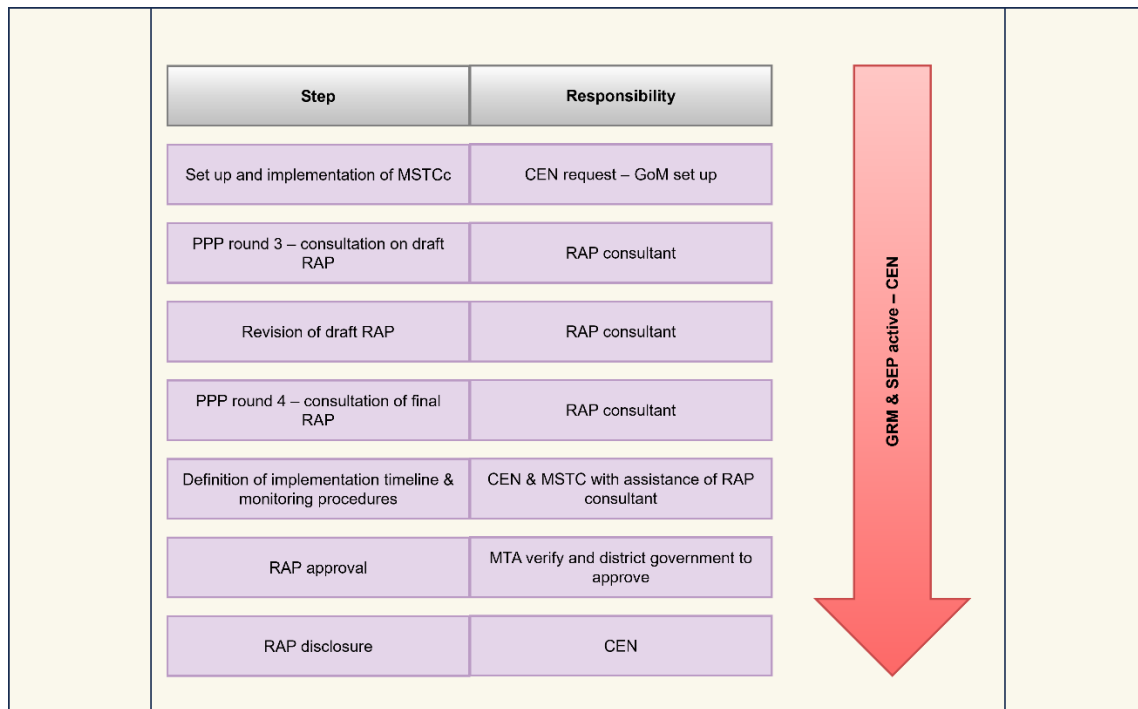 Step
Responsibility
Set up and implementation of MSTCc
CEN request – GoM set up
PPP round 3 – consultation on draft
RAP
RAP consultant
Revision of draft RAP
RAP consultant
PPP round 4 – consultation of final
RAP
RAP consultant
Definition of implementation timeline &
monitoring procedures
CEN & MSTC with assistance of RAP
consultant
RAP approval
MTA verify and district government to
approve
RAP disclosure
CEN
GRM & SEP active – CEN